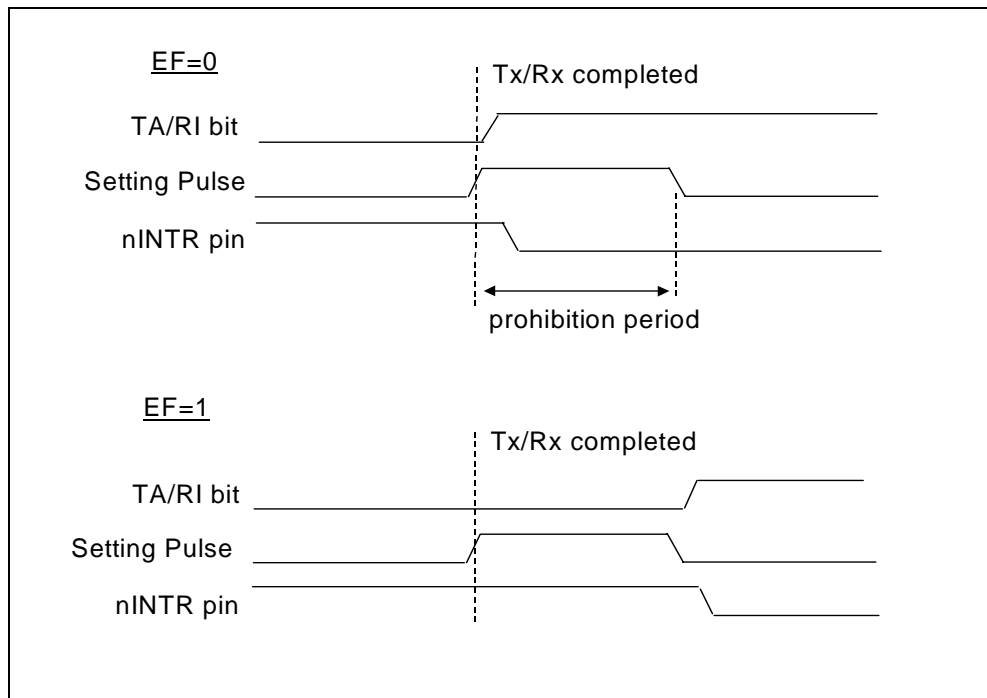 EF=0
Tx/Rx completed
TA/RI bit
Setting Pulse
nINTR pin
prohibition period
EF=1
Tx/Rx completed
TA/RI bit
Setting Pulse
nINTR pin